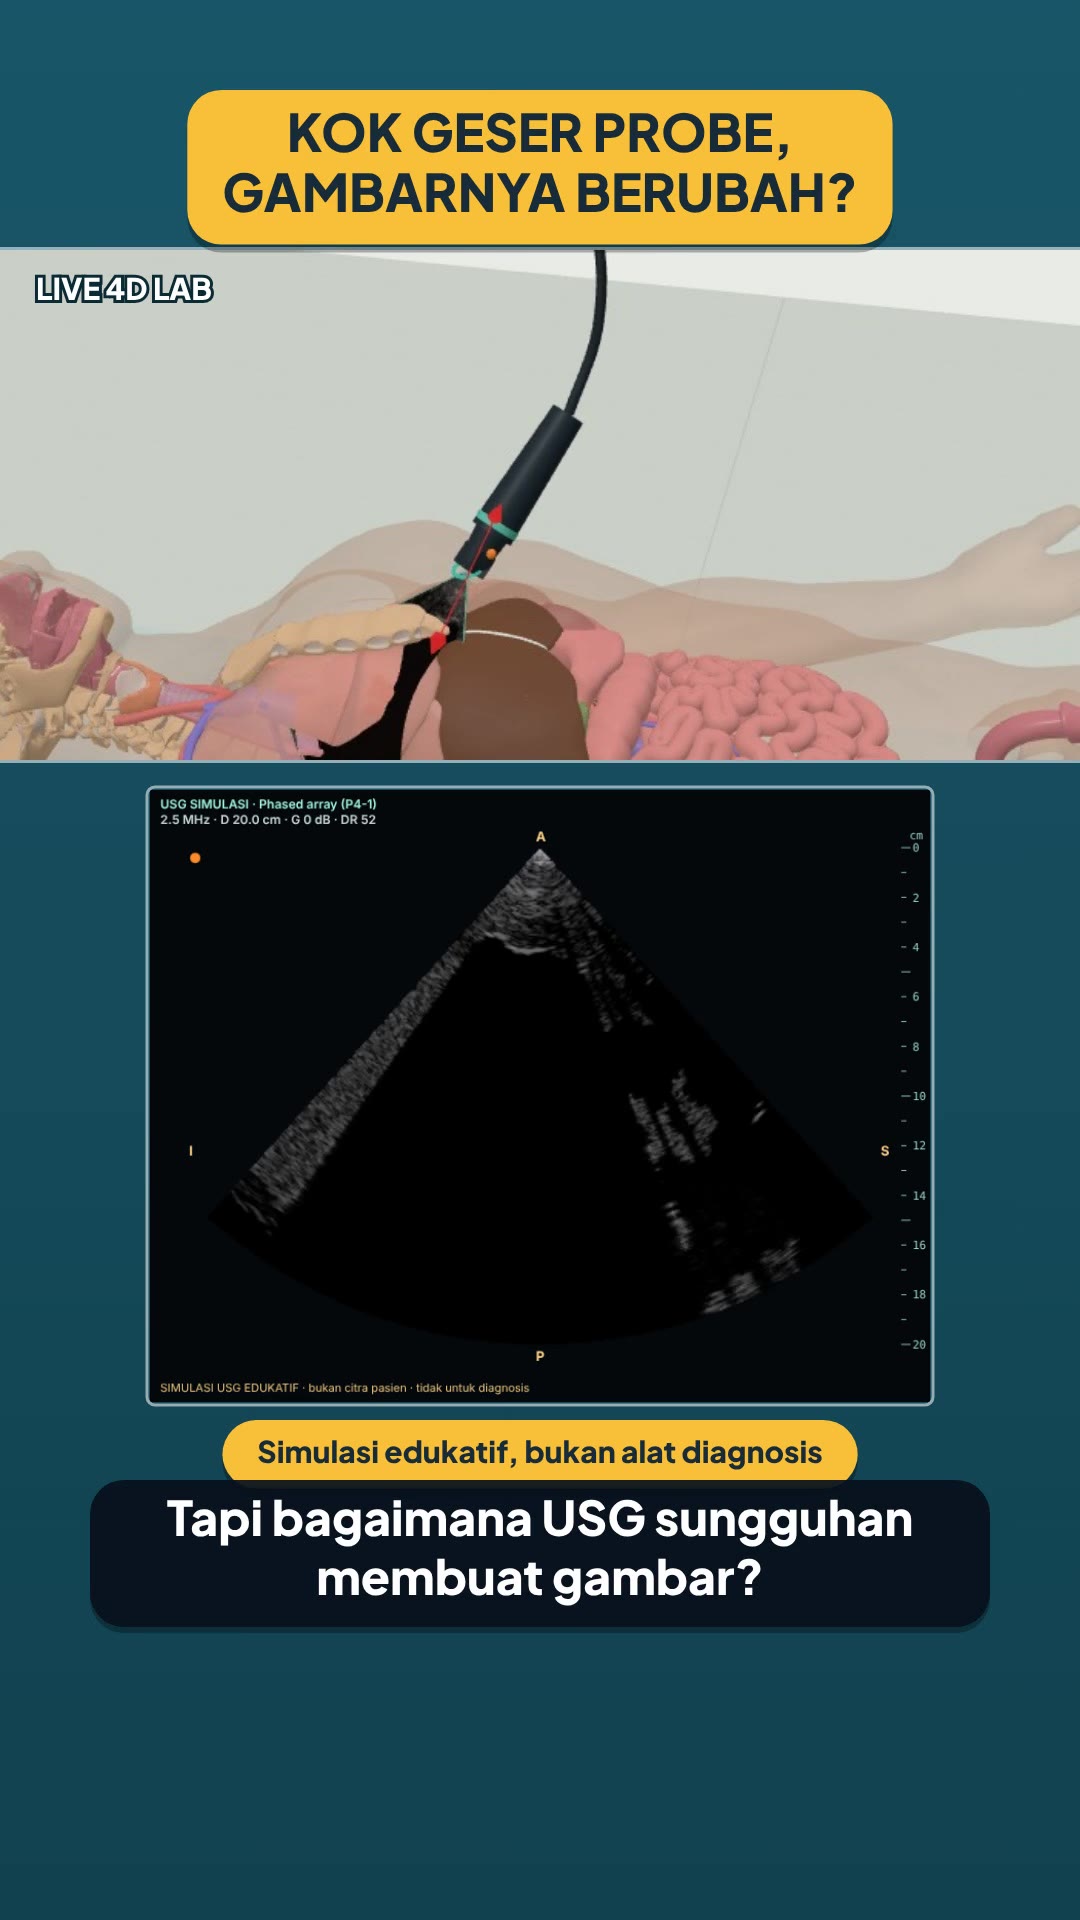 KOK GESER PROBE,
GAMBARNYA BERUBAH?
LIVE4D LAB
USG SIMULASI · Phased array (P4-1)
2.5 MHz · D 20.0 cm · G 0 dB · DR 52
A
cm
0
2
4
6
8
10
12
14
16
18
20
I
S
P
SIMULASI USG EDUKATIF · bukan citra pasien · tidak untuk diagnosis
Simulasi edukatif, bukan alat diagnosis
Tapi bagaimana USG sungguhan
membuat gambar?